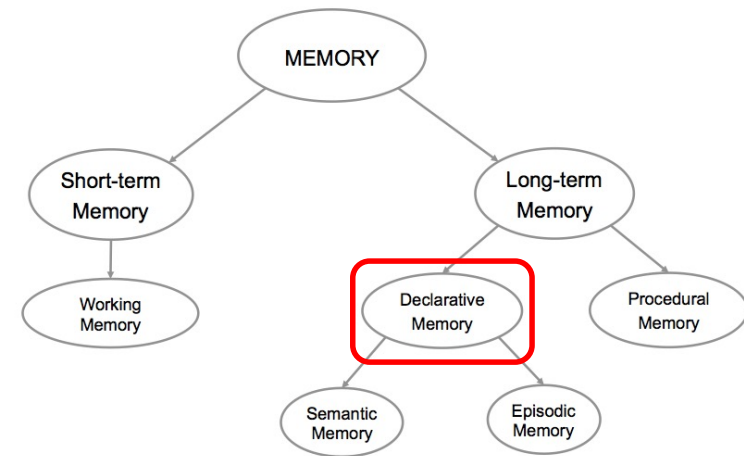 MEMORY
Short-term
Memory
Long-term
Memory
Working
Memory
Declarative
Memory
Procedural
Memory
Semantic
Memory
Episodic
Memory